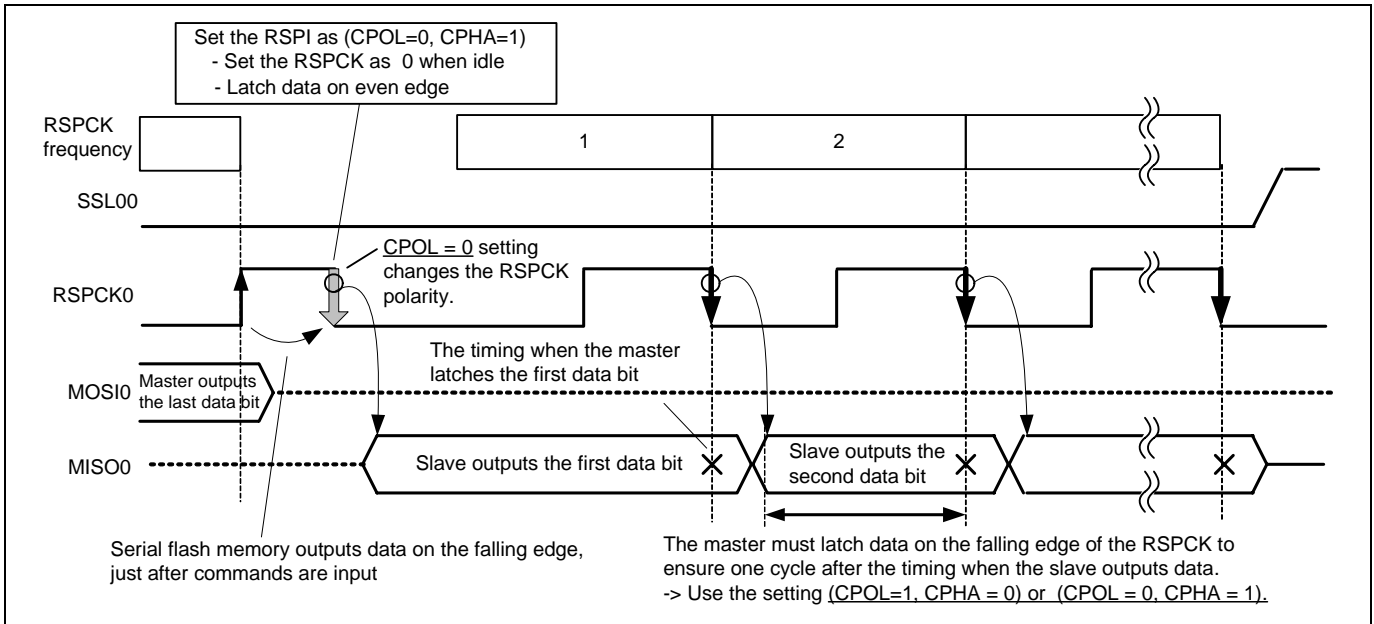 Set the RSPI as (CPOL=0, CPHA=1)
- Set the RSPCK as 0 when idle
- Latch data on even edge
RSPCK
frequency
1
2
SSL00
CPOL = 0 setting
changes the RSPCK
polarity.
RSPCK0
The timing when the master
latches the first data bit
MOSI0
Master outputs
the last data bit
MISO0
Slave outputs the first data bit
Slave outputs the
second data bit
Serial flash memory outputs data on the falling edge,
just after commands are input
The master must latch data on the falling edge of the RSPCK to
ensure one cycle after the timing when the slave outputs data.
-> Use the setting (CPOL=1, CPHA = 0) or (CPOL = 0, CPHA = 1).